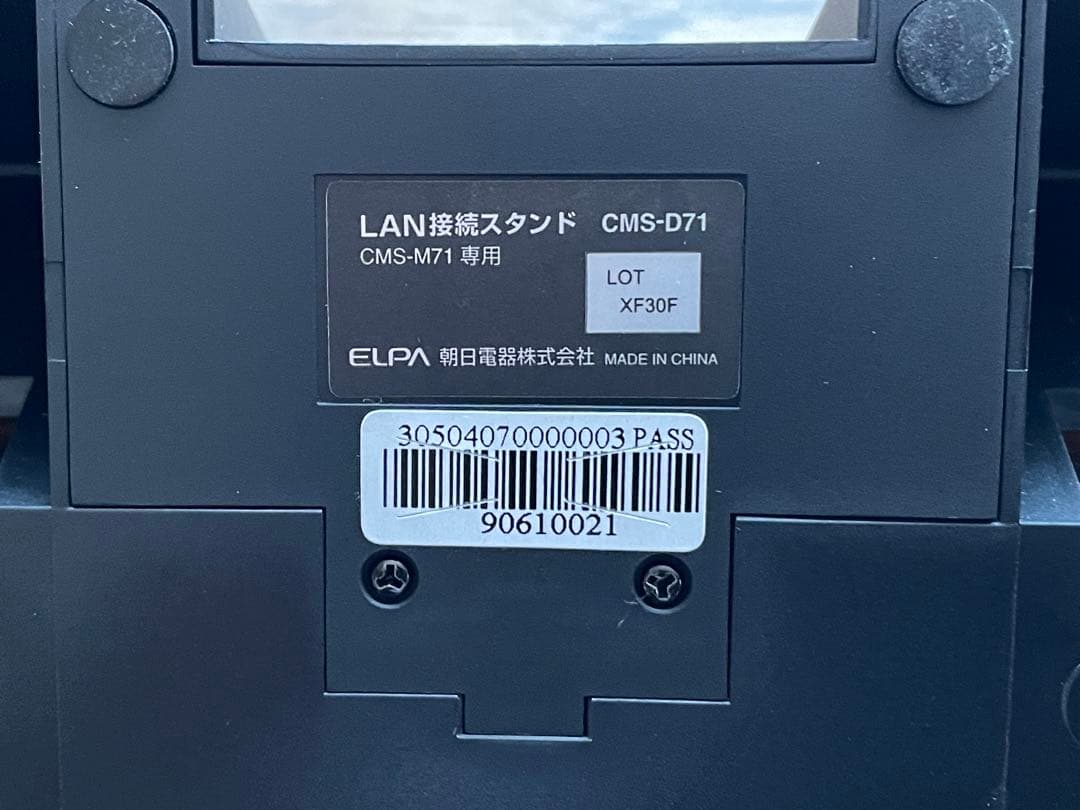 LAN接続スタンド CMS-D71
CMS-M71 専用
LOT
XF30F
ELPA 朝日電器株式会社 MADE IN CHINA
30504070000003 PASS
90610021